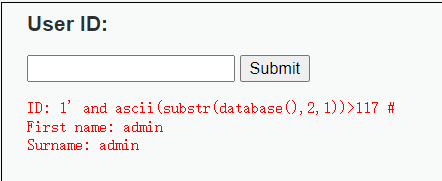 User ID:
Submit
ID: 1' and ascii(substr(database(),2,1))>117 #
First name: admin
Surname: admin